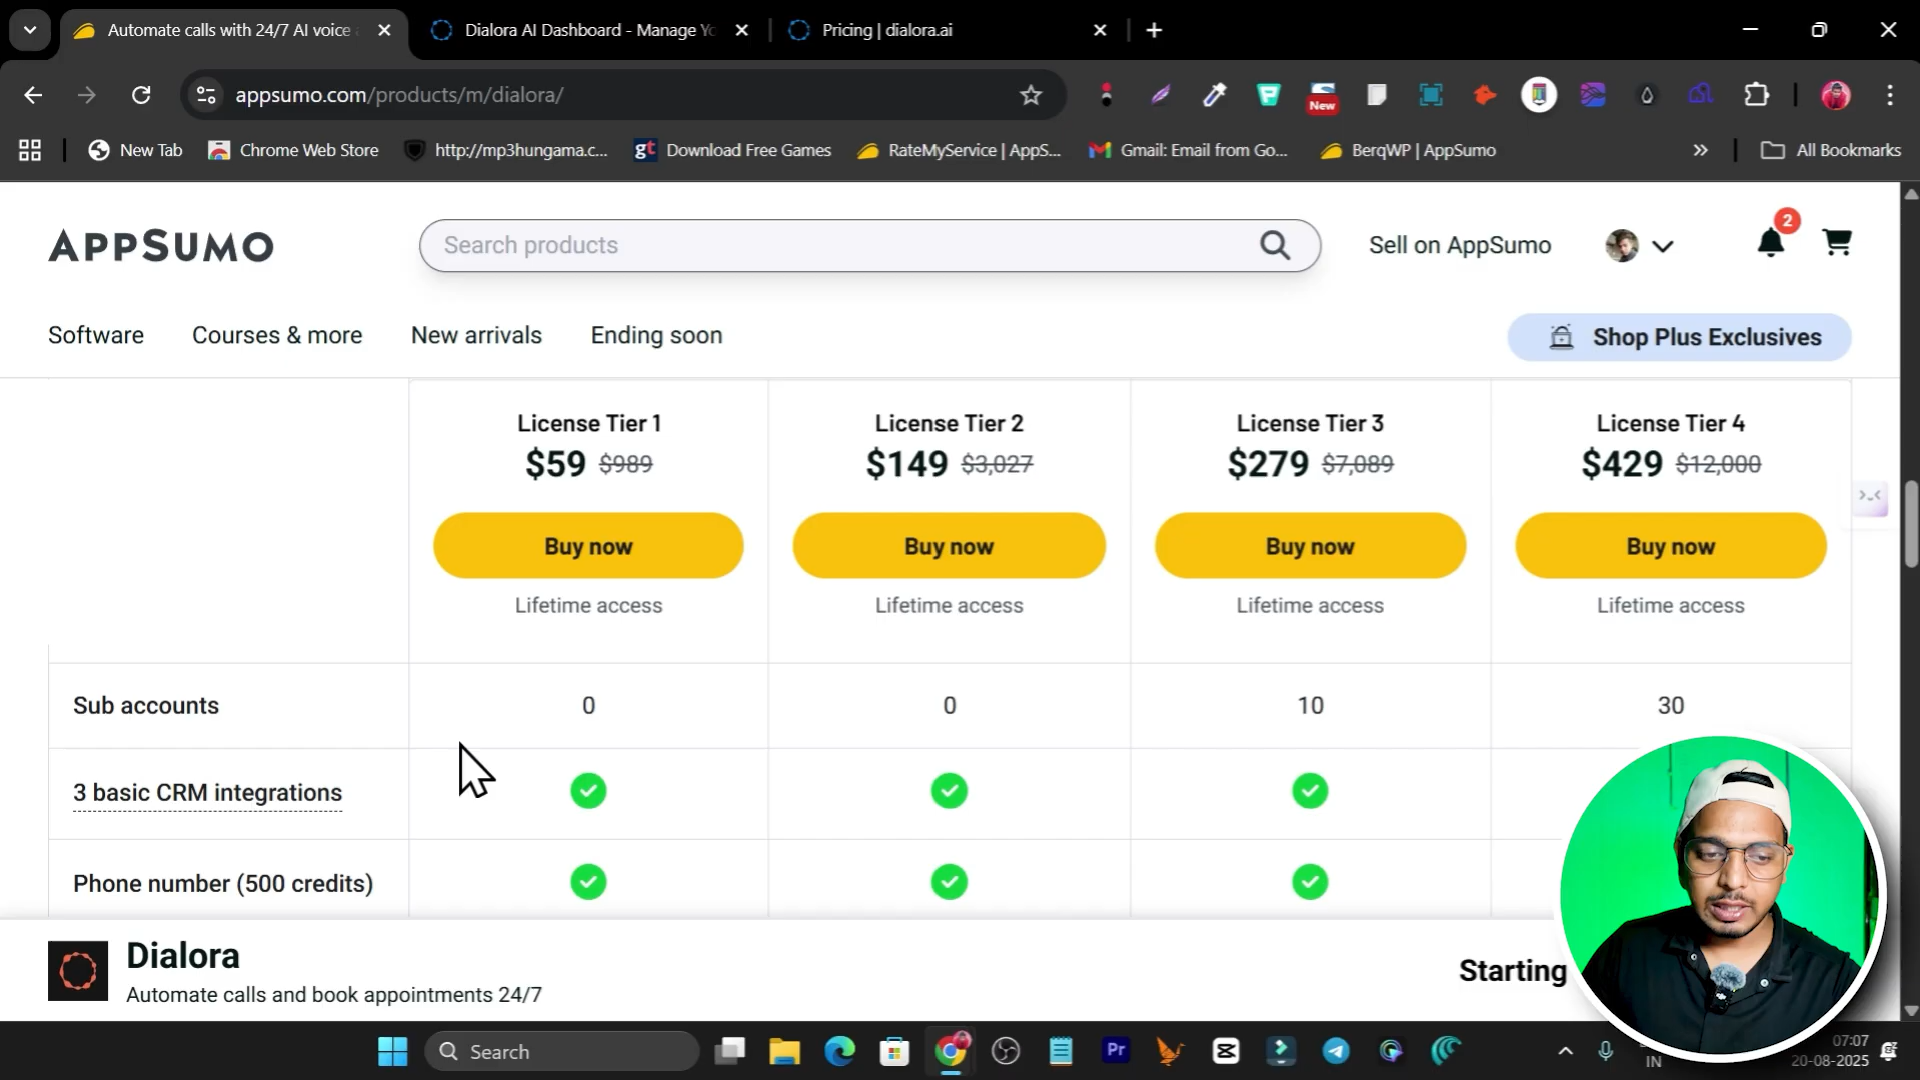 Automate calls with 24/7 AI voice
Dialora AI Dashboard - Manage Yo
Pricing | dialora.ai
appsumo.com/products/m/dialora/
New
New Tab
Chrome Web Store
http://mp3hungama.c...
gt Download Free Games
RateMyService | AppS...
Gmail: Email from Go...
BerqWP | AppSumo
All Bookmarks
APPSUMO
Search products
Sell on AppSumo
2
Software
Courses & more
New arrivals
Ending soon
Shop Plus Exclusives
License Tier 1
$59 $989
Buy now
Lifetime access
License Tier 2
$149 $3,027
Buy now
Lifetime access
License Tier 3
$279 $7,089
Buy now
Lifetime access
License Tier 4
$429 $12,000
Buy now
Lifetime access
Sub accounts 0 0 10 30
3 basic CRM integrations
Phone number (500 credits)
Dialora
Automate calls and book appointments 24/7
Starting
Search
Pr
IN
07:07
20-08-2025